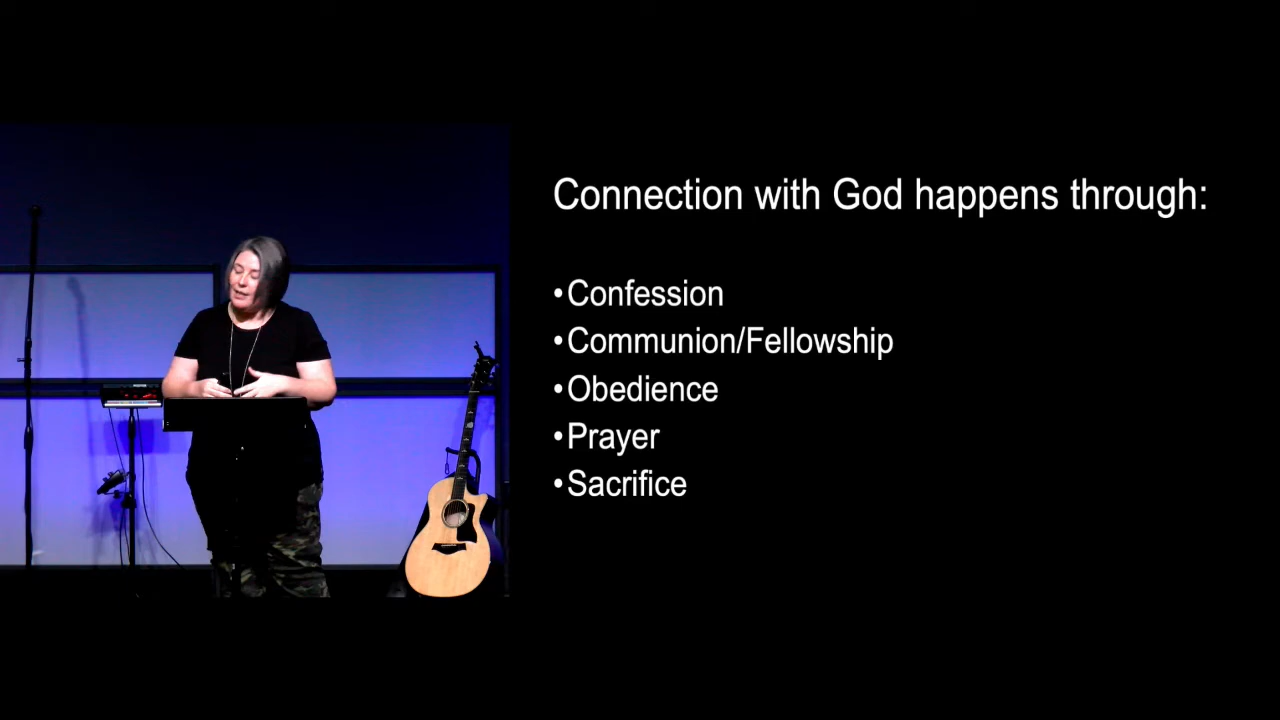 Connection with God happens through:
•Confession
•Communion/Fellowship
•Obedience
•Prayer
•Sacrifice